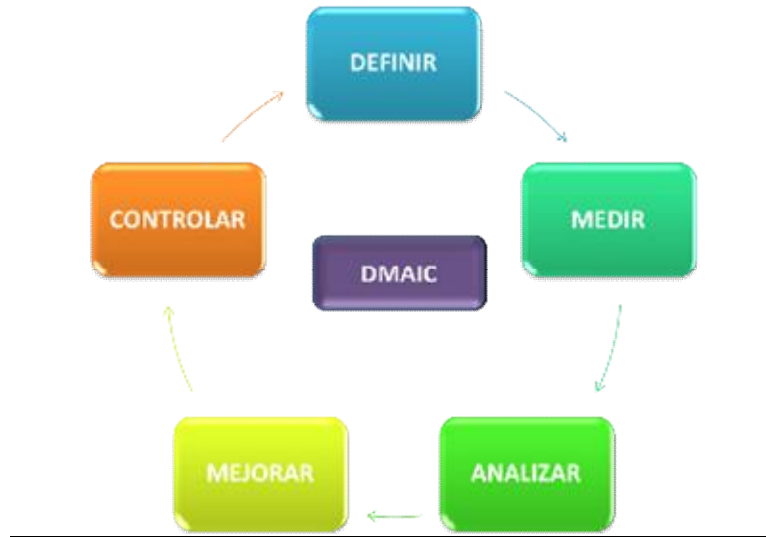 DEFINIR
MEDIR
ANALIZAR
MEJORAR
CONTROLAR
DMAIC